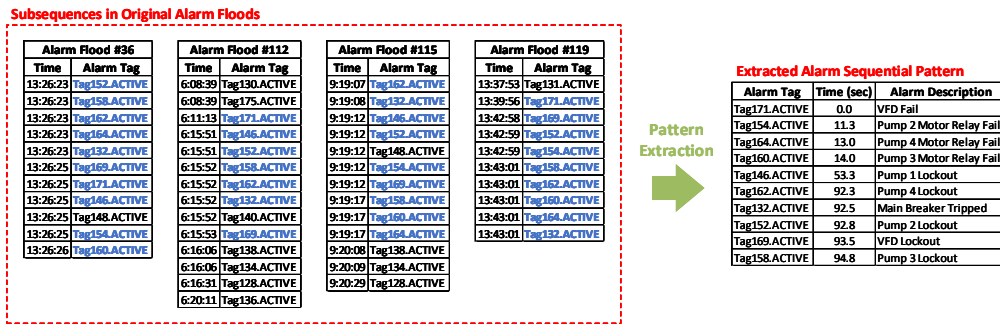 Subsequences in Original Alarm Floods
Alarm Flood #36
Time Alarm Tag
13:26:23 Tag152.ACTIVE
13:26:23 Tag158.ACTIVE
13:26:23 Tag162.ACTIVE
13:26:23 Tag164.ACTIVE
13:26:23 Tag132.ACTIVE
13:26:25 Tag169.ACTIVE
13:26:25 Tag171.ACTIVE
13:26:25 Tag146.ACTIVE
13:26:25 Tag148.ACTIVE
13:26:25 Tag154.ACTIVE
13:26:26 Tag160.ACTIVE
Alarm Flood #112
Time Alarm Tag
6:08:39 Tag130.ACTIVE
6:08:39 Tag175.ACTIVE
6:11:13 Tag171.ACTIVE
6:15:51 Tag146.ACTIVE
6:15:51 Tag152.ACTIVE
6:15:52 Tag158.ACTIVE
6:15:52 Tag162.ACTIVE
6:15:52 Tag132.ACTIVE
6:15:52 Tag140.ACTIVE
6:15:53 Tag169.ACTIVE
6:16:06 Tag138.ACTIVE
6:16:06 Tag134.ACTIVE
6:16:31 Tag128.ACTIVE
6:20:11 Tag136.ACTIVE
Alarm Flood #115
Time Alarm Tag
9:19:07 Tag162.ACTIVE
9:19:08 Tag132.ACTIVE
9:19:12 Tag146.ACTIVE
9:19:12 Tag152.ACTIVE
9:19:12 Tag148.ACTIVE
9:19:12 Tag154.ACTIVE
9:19:12 Tag169.ACTIVE
9:19:17 Tag158.ACTIVE
9:19:17 Tag160.ACTIVE
9:19:17 Tag164.ACTIVE
9:20:08 Tag138.ACTIVE
9:20:09 Tag134.ACTIVE
9:20:29 Tag128.ACTIVE
Alarm Flood #119
Time Alarm Tag
13:37:53 Tag131.ACTIVE
13:39:56 Tag171.ACTIVE
13:42:58 Tag169.ACTIVE
13:42:59 Tag152.ACTIVE
13:42:59 Tag154.ACTIVE
13:43:01 Tag158.ACTIVE
13:43:01 Tag162.ACTIVE
13:43:01 Tag160.ACTIVE
13:43:01 Tag164.ACTIVE
13:43:01 Tag132.ACTIVE
Pattern
Extraction
Extracted Alarm Sequential Pattern
Alarm Tag Time (sec) Alarm Description
Tag171.ACTIVE 0.0 VFD Fail
Tag154.ACTIVE 11.3 Pump 2 Motor Relay Fail
Tag164.ACTIVE 13.0 Pump 4 Motor Relay Fail
Tag160.ACTIVE 14.0 Pump 3 Motor Relay Fail
Tag146.ACTIVE 53.3 Pump 1 Lockout
Tag162.ACTIVE 92.3 Pump 4 Lockout
Tag132.ACTIVE 92.5 Main Breaker Tripped
Tag152.ACTIVE 92.8 Pump 2 Lockout
Tag169.ACTIVE 93.5 VFD Lockout
Tag158.ACTIVE 94.8 Pump 3 Lockout